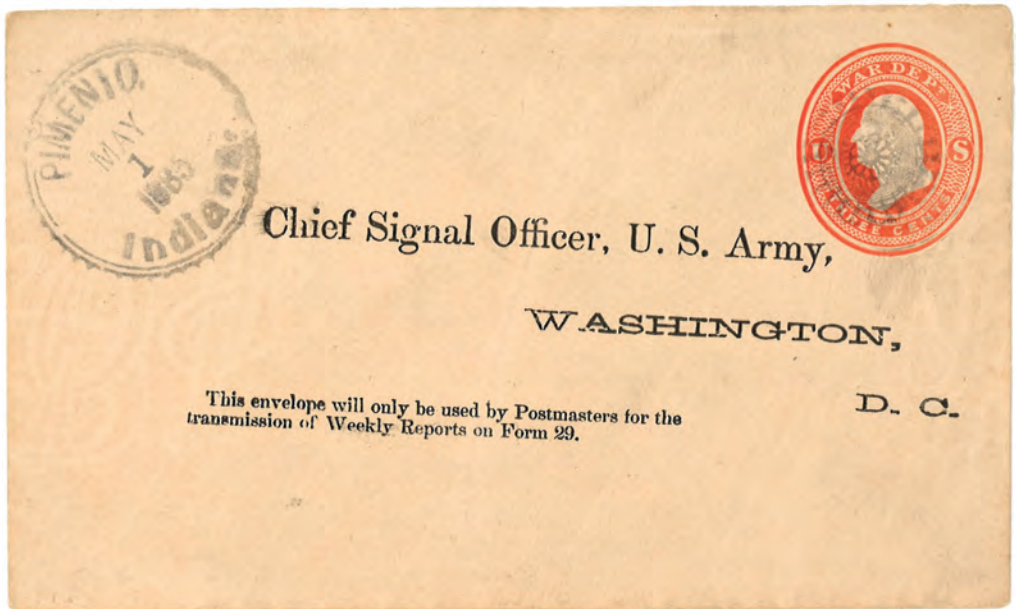 PIMENTO.
MAY
1
Indiana.
WAR DEPT.
U S
THREE CENTS
Chief Signal Officer, U. S. Army,
WASHINGTON,
D. C.
This envelope will only be used by Postmasters for the
transmission of Weekly Reports on Form 29.